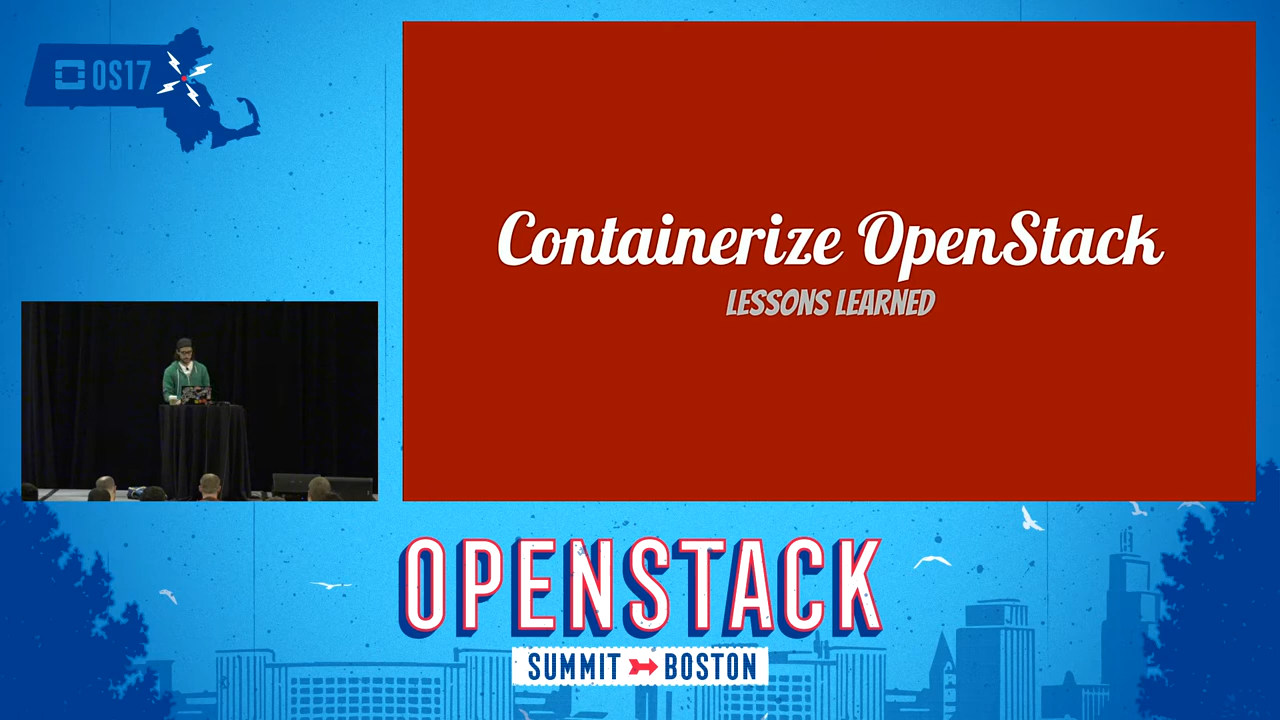 OS17
Containerize OpenStack
LESSONS LEARNED
OPENSTACK
SUMMIT BOSTON